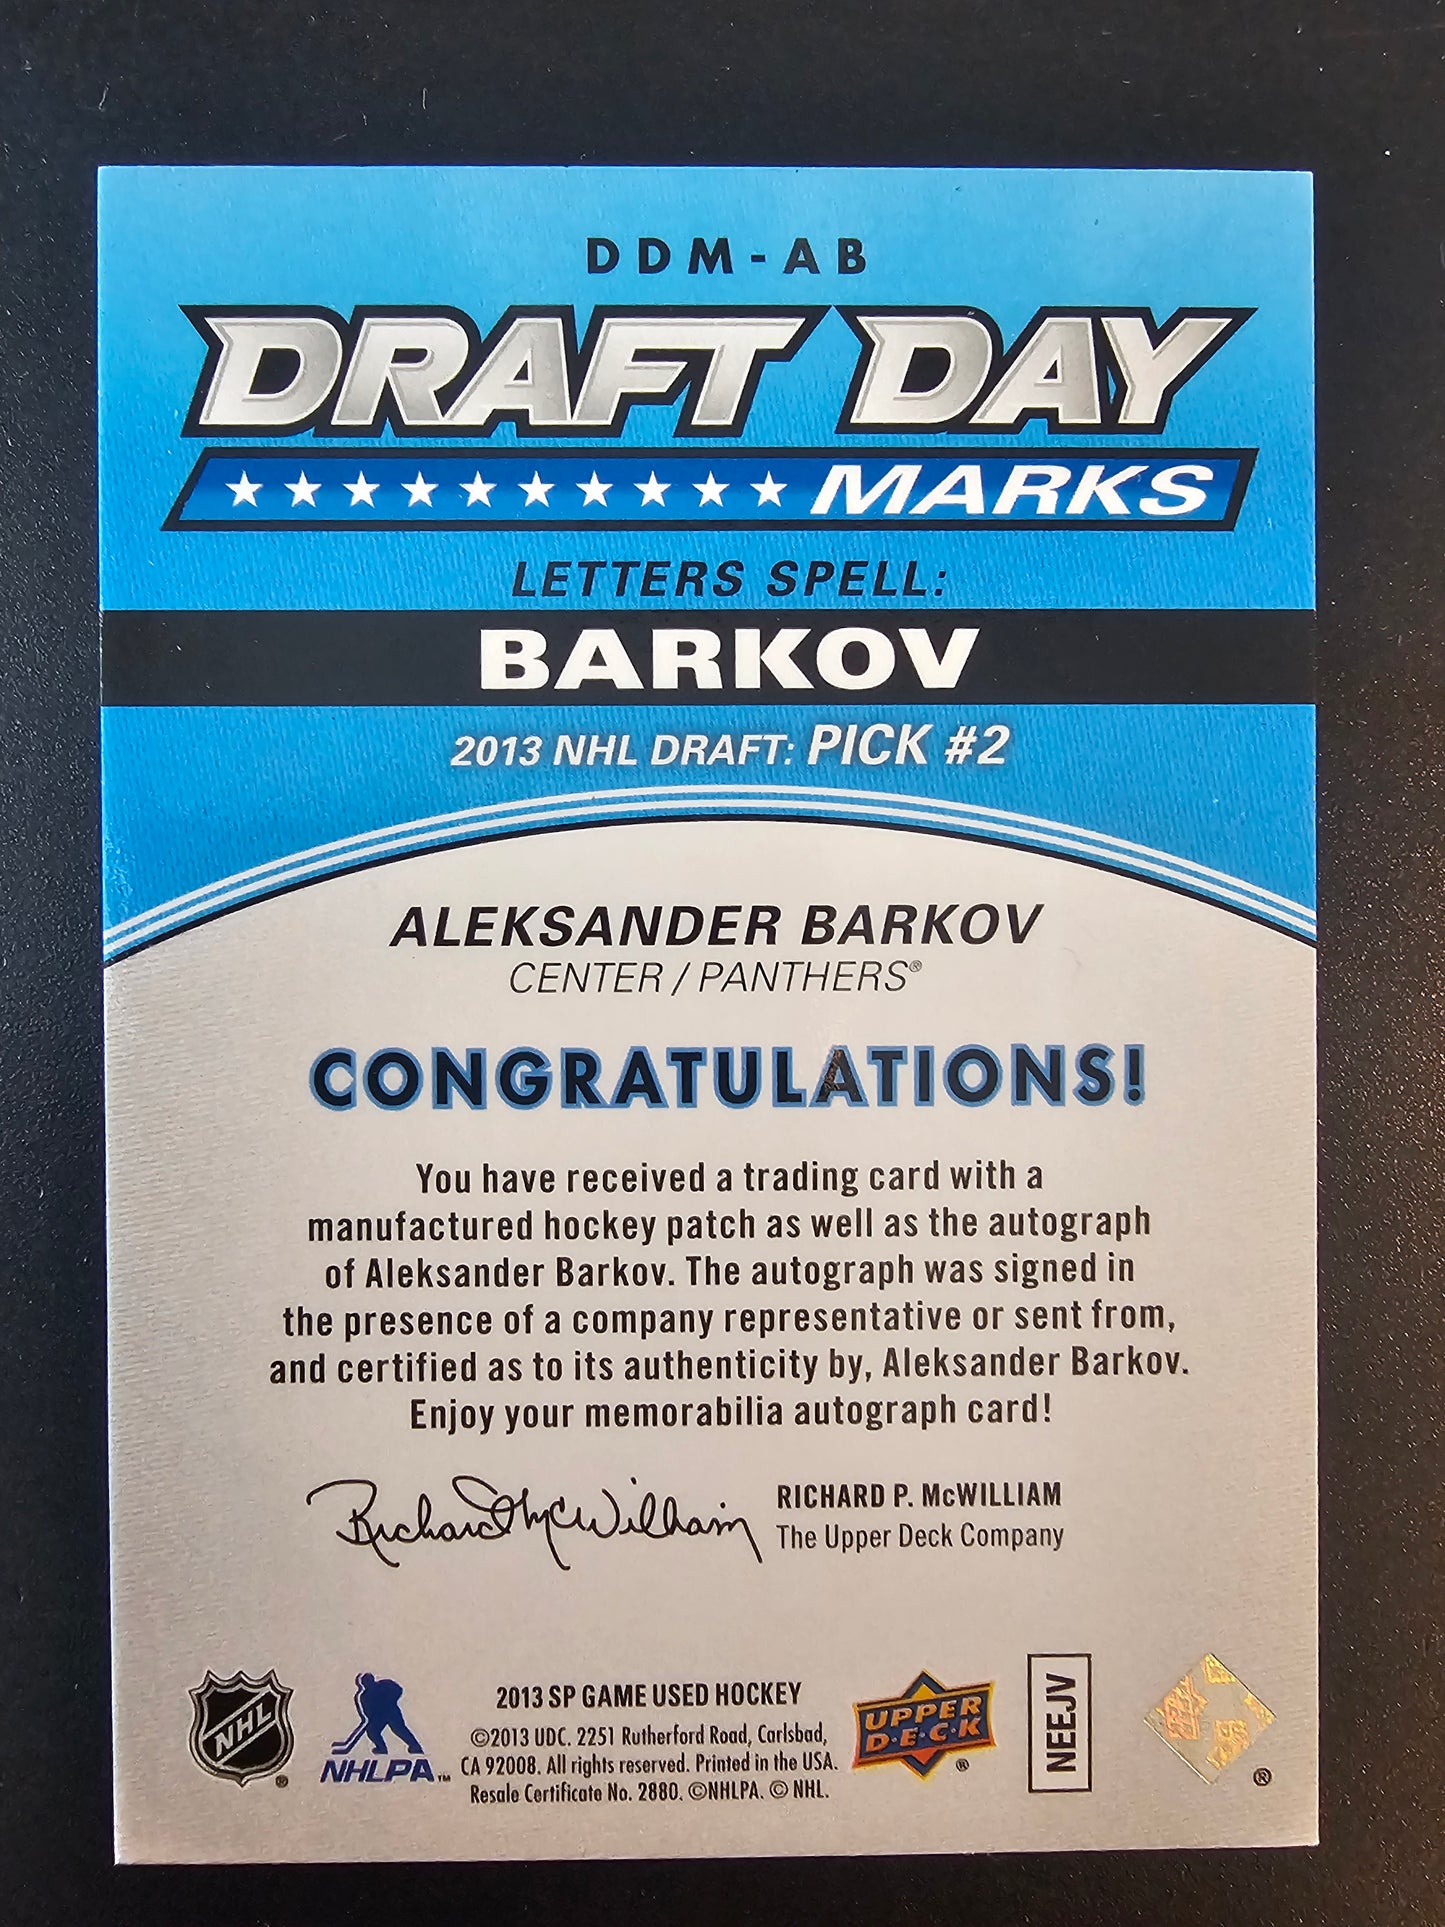 DDM-AB
DRAFT DAY
MARKS
LETTERS SPELL:
BARKOV
2013 NHL DRAFT: PICK #2
ALEKSANDER BARKOV
CENTER / PANTHERS®
CONGRATULATIONS!
You have received a trading card with a
manufactured hockey patch as well as the autograph
of Aleksander Barkov. The autograph was signed in
the presence of a company representative or sent from,
and certified as to its authenticity by, Aleksander Barkov.
Enjoy your memorabilia autograph card!
Richard McWilliam
RICHARD P. McWILLIAM
The Upper Deck Company
NHL
®
NHLPA™
2013 SP GAME USED HOCKEY
©2013 UDC. 2251 Rutherford Road, Carlsbad,
CA 92008. All rights reserved. Printed in the USA.
Resale Certificate No. 2880. ©NHLPA. © NHL.
UPPER
D·E·C·K
®
NEEJV
®